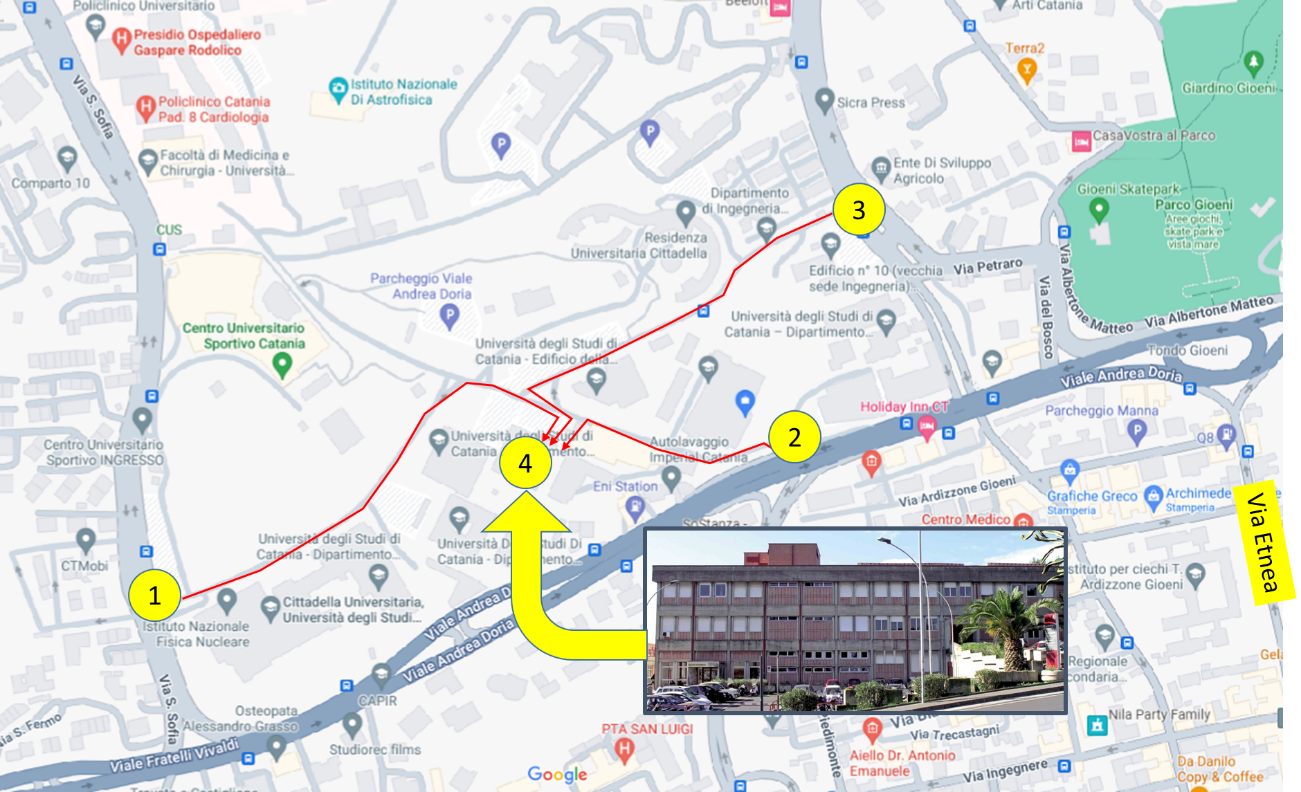 Policlinico Universitario
Beeloft
Arti Catania
Presidio Ospedaliero
Gaspare Rodolico
Terra2
Istituto Nazionale
Di Astrofisica
Giardino Gioeni
Via S. Sofia
Policlinico Catania
Pad. 8 Cardiologia
Sicra Press
CasaVostra al Parco
P
P
Facoltà di Medicina e
Chirurgia - Università...
Ente Di Sviluppo
Agricolo
Comparto 10
Dipartimento
di Ingegneria...
Gioeni Skatepark
Parco Gioeni
Aree giochi,
skate park e
vista mare
3
CUS
Residenza
Universitaria Cittadella
Edificio n° 10 (vecchia
sede Ingegneria)...
Via Petraro
Via Albertone Matteo
Via del Bosco
Parcheggio Viale
Andrea Doria
P
Via Albertone Matteo
Università degli Studi di
Catania – Dipartimento...
Centro Universitario
Sportivo Catania
Università degli Studi di
Catania - Edificio della...
Tondo Gioeni
Viale Andrea Doria
Holiday Inn CT
Parcheggio Manna
P
Q8
Centro Universitario
Sportivo INGRESSO
Università degli Studi di
Catania
4
Autolavaggio
Imperial Catania
2
Eni Station
Via Ardizzone Gioeni
Grafiche Greco
Stamperia
Archimede
Stamperia
Via Etnea
Centro Medico
SoStanza -
CTMobi
Università degli Studi di
Catania - Dipartimento...
stituto per ciechi T.
Ardizzone Gioeni
1
Cittadella Universitaria,
Università degli Studi...
Istituto Nazionale
Fisica Nucleare
Viale Andrea D
Viale Andrea Doria
Regionale
condaria...
Gela
CAPIR
Via S. Sofia
Osteopata
Alessandro Grasso
Via S. Fermo
Studiorec films
PTA SAN LUIGI
Nila Party Family
Piedimonte
Via Trecastagni
Viale Fratelli Vivaldi
Aiello Dr. Antonio
Emanuele
Via Ingegnere
Da Danilo
Copy & Coffee
Google